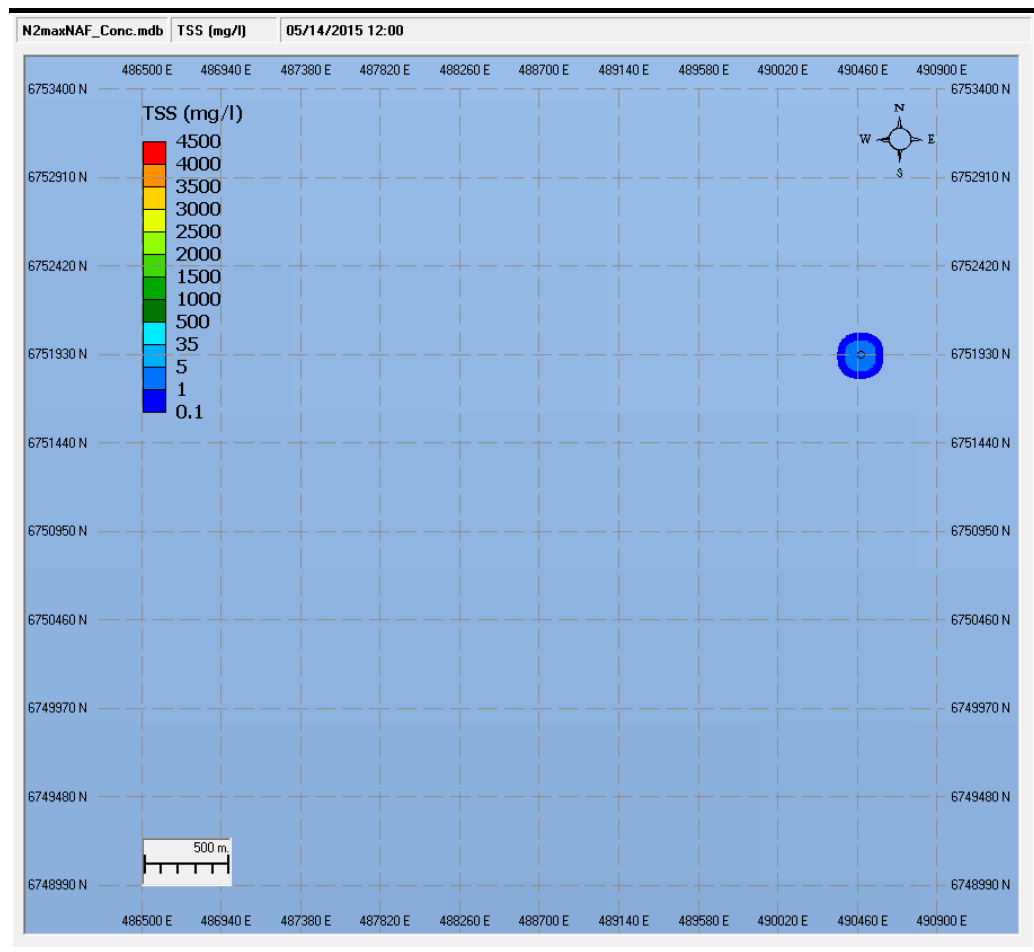 N2maxNAF_Conc.mdb TSS (mg/l) 05/14/2015 12:00
486500 E 486940 E 487380 E 487820 E 488260 E 488700 E 489140 E 489580 E 490020 E 490460 E 490900 E
6753400 N 6753400 N
TSS (mg/l)
N
W E
S
4500
4000
3500
3000
2500
2000
1500
1000
500
35
5
1
0.1
6752910 N 6752910 N
6752420 N 6752420 N
6751930 N 6751930 N
6751440 N 6751440 N
6750950 N 6750950 N
6750460 N 6750460 N
6749970 N 6749970 N
6749480 N 6749480 N
500 m.
6748990 N 6748990 N
486500 E 486940 E 487380 E 487820 E 488260 E 488700 E 489140 E 489580 E 490020 E 490460 E 490900 E